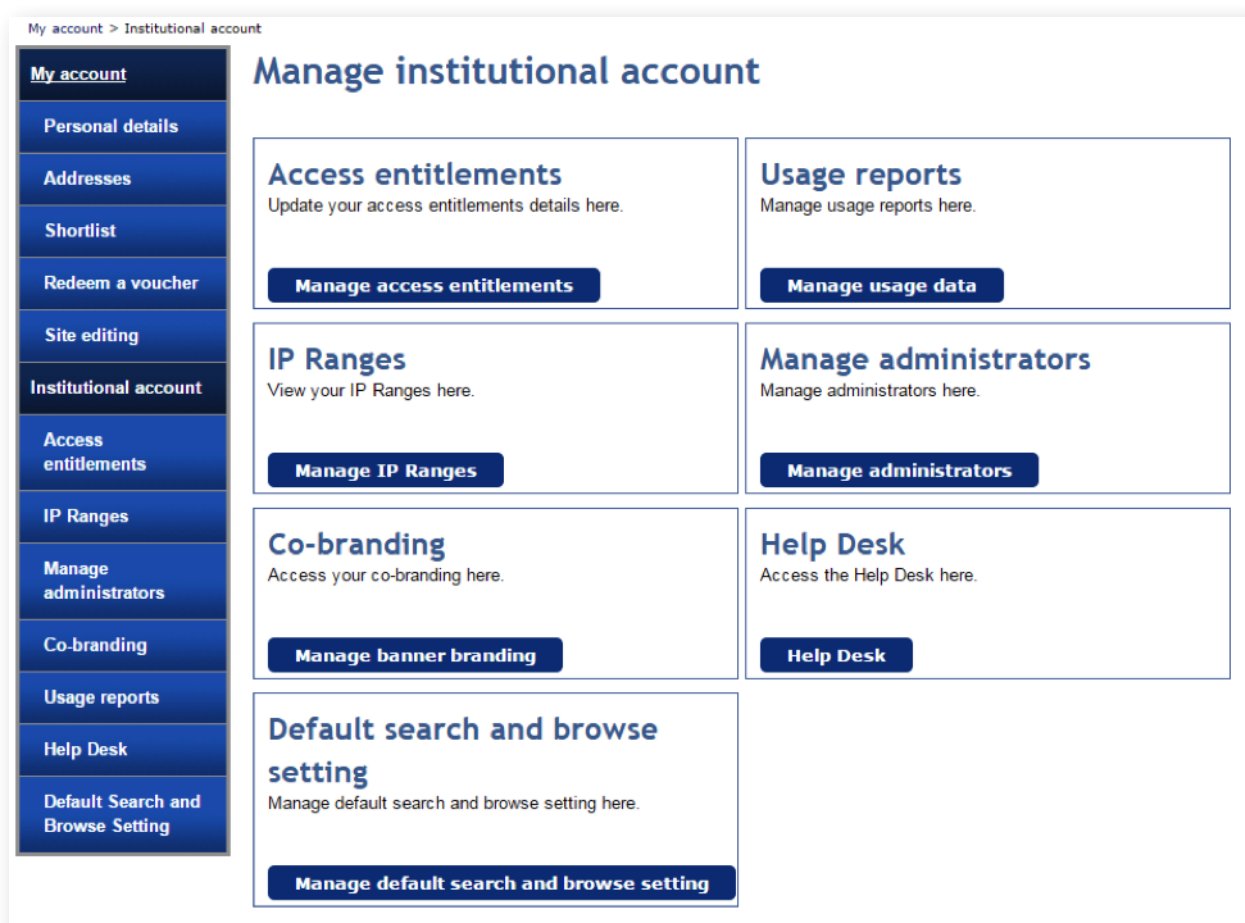 My account > Institutional account
My account
Personal details
Addresses
Shortlist
Redeem a voucher
Site editing
Institutional account
Access
entitlements
IP Ranges
Manage
administrators
Co-branding
Usage reports
Help Desk
Default Search and
Browse Setting
Manage institutional account
Access entitlements
Update your access entitlements details here.
Manage access entitlements
Usage reports
Manage usage reports here.
Manage usage data
IP Ranges
View your IP Ranges here.
Manage IP Ranges
Manage administrators
Manage administrators here.
Manage administrators
Co-branding
Access your co-branding here.
Manage banner branding
Help Desk
Access the Help Desk here.
Help Desk
Default search and browse
setting
Manage default search and browse setting here.
Manage default search and browse setting